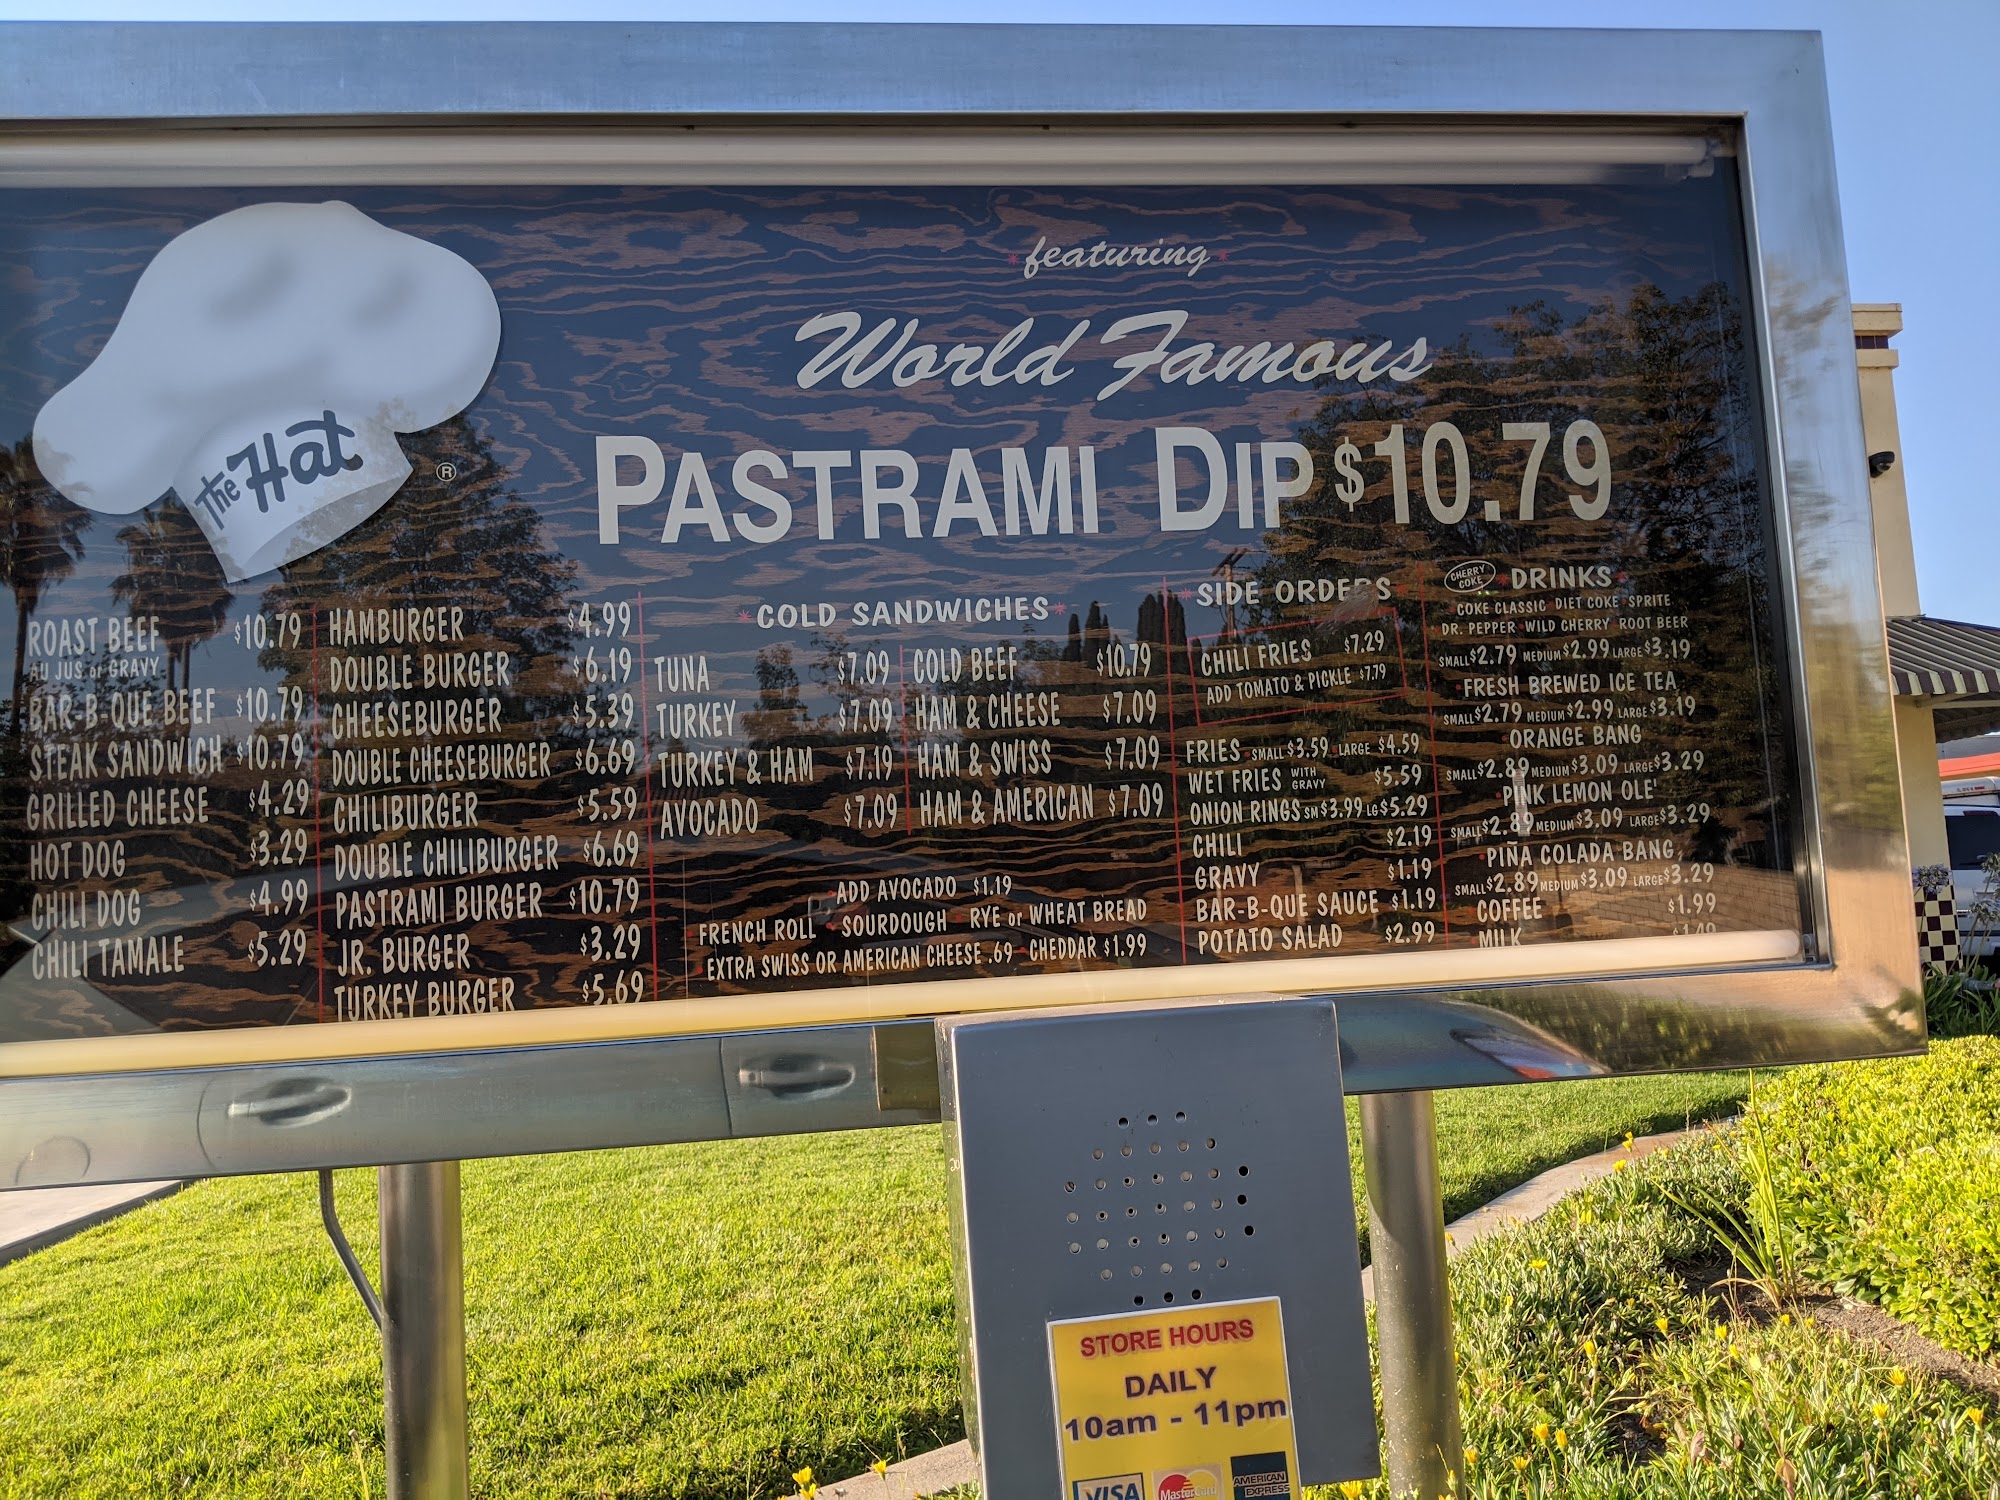 The Hat ®
featuring
World Famous
PASTRAMI DIP $10.79
ROAST BEEF $10.79
AU JUS or GRAVY
BAR-B-QUE BEEF $10.79
STEAK SANDWICH $10.79
GRILLED CHEESE $4.29
HOT DOG $3.29
CHILI DOG $4.99
CHILI TAMALE $5.29
HAMBURGER $4.99
DOUBLE BURGER $6.19
CHEESEBURGER $5.39
DOUBLE CHEESEBURGER $6.69
CHILIBURGER $5.59
DOUBLE CHILIBURGER $6.69
PASTRAMI BURGER $10.79
JR. BURGER $3.29
TURKEY BURGER $5.69
COLD SANDWICHES
TUNA $7.09
TURKEY $7.09
TURKEY & HAM $7.19
AVOCADO $7.09
COLD BEEF $10.79
HAM & CHEESE $7.09
HAM & SWISS $7.09
HAM & AMERICAN $7.09
ADD AVOCADO $1.19
FRENCH ROLL SOURDOUGH RYE or WHEAT BREAD
EXTRA SWISS OR AMERICAN CHEESE .69 CHEDDAR $1.99
SIDE ORDERS
CHILI FRIES $7.29
ADD TOMATO & PICKLE $7.79
FRIES SMALL $3.59 LARGE $4.59
WET FRIES WITH GRAVY $5.59
ONION RINGS SM $3.99 LG $5.29
CHILI $2.19
GRAVY $1.19
BAR-B-QUE SAUCE $1.19
POTATO SALAD $2.99
CHERRY COKE
DRINKS
COKE CLASSIC DIET COKE SPRITE
DR. PEPPER WILD CHERRY ROOT BEER
SMALL $2.79 MEDIUM $2.99 LARGE $3.19
FRESH BREWED ICE TEA
SMALL $2.79 MEDIUM $2.99 LARGE $3.19
ORANGE BANG
SMALL $2.89 MEDIUM $3.09 LARGE $3.29
PINK LEMON OLE'
SMALL $2.89 MEDIUM $3.09 LARGE $3.29
PIÑA COLADA BANG
SMALL $2.89 MEDIUM $3.09 LARGE $3.29
COFFEE $1.99
MILK $1.49
STORE HOURS
DAILY
10am - 11pm
VISA MasterCard AMERICAN EXPRESS